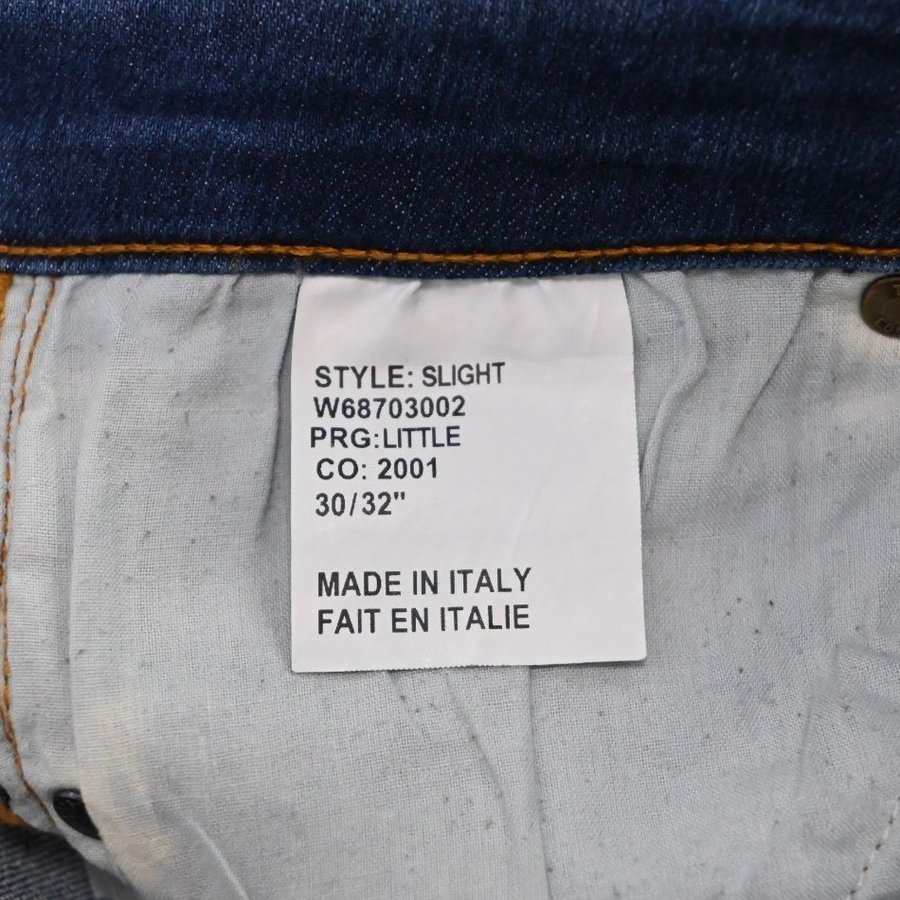 STYLE: SLIGHT
W68703002
PRG:LITTLE
CO: 2001
30/32"
MADE IN ITALY
FAIT EN ITALIE